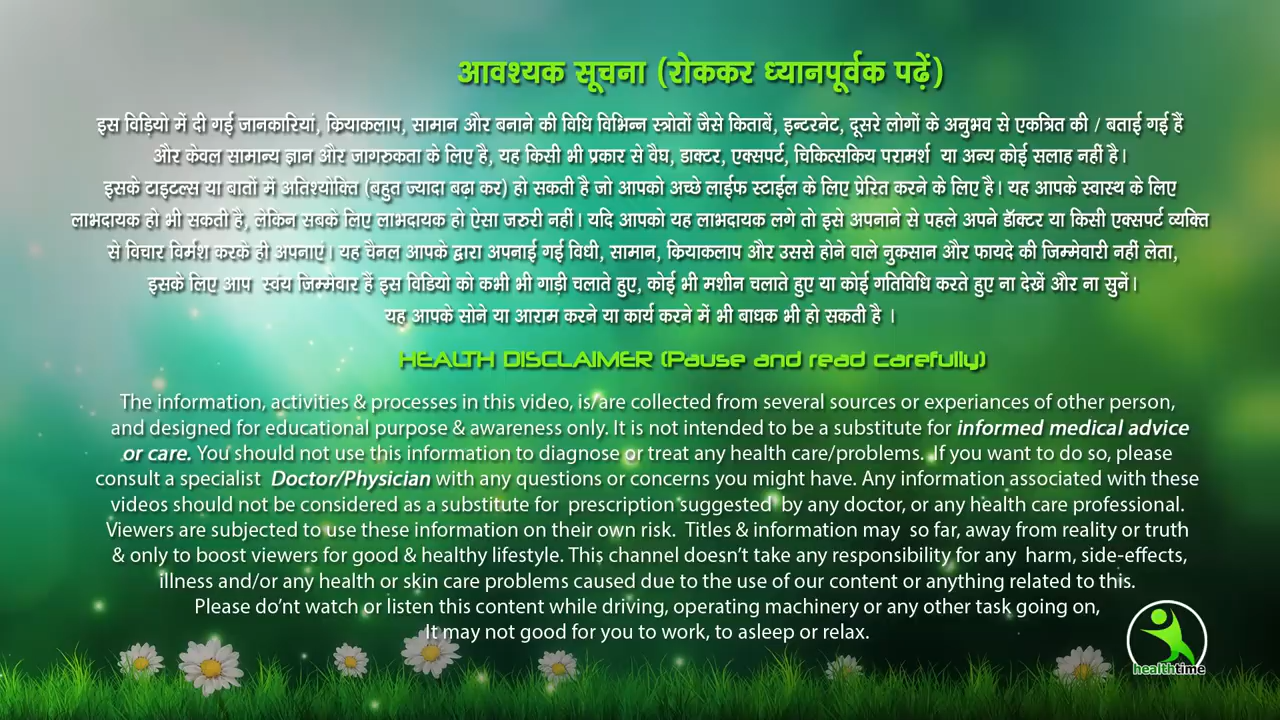 आवश्यक सूचना (रोककर ध्यानपूर्वक पढ़ें)
इस विड़ियो में दी गई जानकारियां, क्रियाकलाप, सामान और बनाने की विधि विभिन्न स्त्रोतों जैसे किताबें, इन्टरनेट, दूसरे लोगों के अनुभव से एकत्रित की / बताई गई हैं
और केवल सामान्य ज्ञान और जागरुकता के लिए है, यह किसी भी प्रकार से वैघ, डाक्टर, एक्सपर्ट, चिकित्सकिय परामर्श या अन्य कोई सलाह नहीं है।
इसके टाइटल्स या बातों में अतिश्योक्ति (बहुत ज्यादा बढ़ा कर) हो सकती है जो आपको अच्छे लाईफ स्टाईल के लिए प्रेरित करने के लिए है। यह आपके स्वास्थ के लिए
लाभदायक हो भी सकती है, लेकिन सबके लिए लाभदायक हो ऐसा जरुरी नहीं। यदि आपको यह लाभदायक लगे तो इसे अपनाने से पहले अपने डॉक्टर या किसी एक्सपर्ट व्यक्ति
से विचार विर्मश करके ही अपनाएं। यह चैनल आपके द्वारा अपनाई गई विधी, सामान, क्रियाकलाप और उससे होने वाले नुकसान और फायदे की जिम्मेवारी नहीं लेता,
इसके लिए आप स्वंय जिम्मेवार हैं इस विडियो को कभी भी गाड़ी चलाते हुए, कोई भी मशीन चलाते हुए या कोई गतिविधि करते हुए ना देखें और ना सुनें।
यह आपके सोने या आराम करने या कार्य करने में भी बाधक भी हो सकती है ।
HEALTH DISCLAIMER (Pause and read carefully)
The information, activities & processes in this video, is/are collected from several sources or experiances of other person,
and designed for educational purpose & awareness only. It is not intended to be a substitute for informed medical advice
or care. You should not use this information to diagnose or treat any health care/problems. If you want to do so, please
consult a specialist Doctor/Physician with any questions or concerns you might have. Any information associated with these
videos should not be considered as a substitute for prescription suggested by any doctor, or any health care professional.
Viewers are subjected to use these information on their own risk. Titles & information may so far, away from reality or truth
& only to boost viewers for good & healthy lifestyle. This channel doesn't take any responsibility for any harm, side-effects,
illness and/or any health or skin care problems caused due to the use of our content or anything related to this.
Please do'nt watch or listen this content while driving, operating machinery or any other task going on,
It may not good for you to work, to asleep or relax.
healthtime